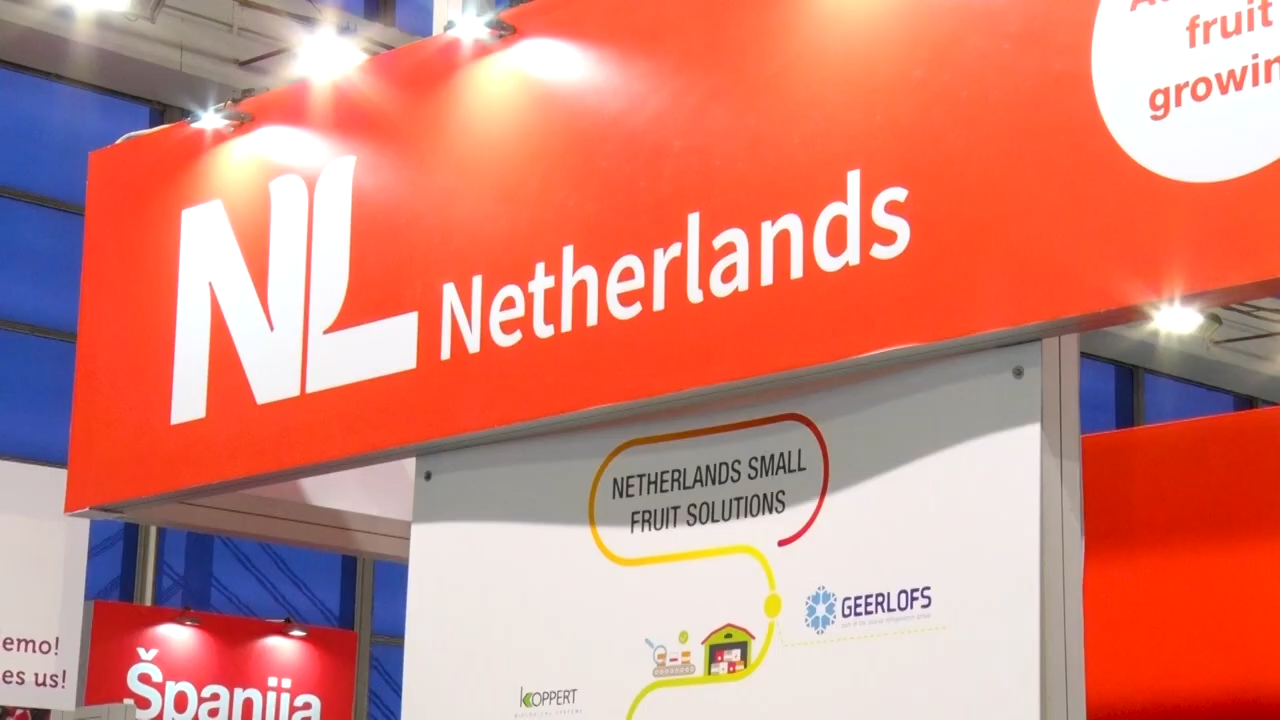 fruit
growin
NL Netherlands
NETHERLANDS SMALL
FRUIT SOLUTIONS
GEERLOFS
KOPPERT
emo!
es us!
Španija